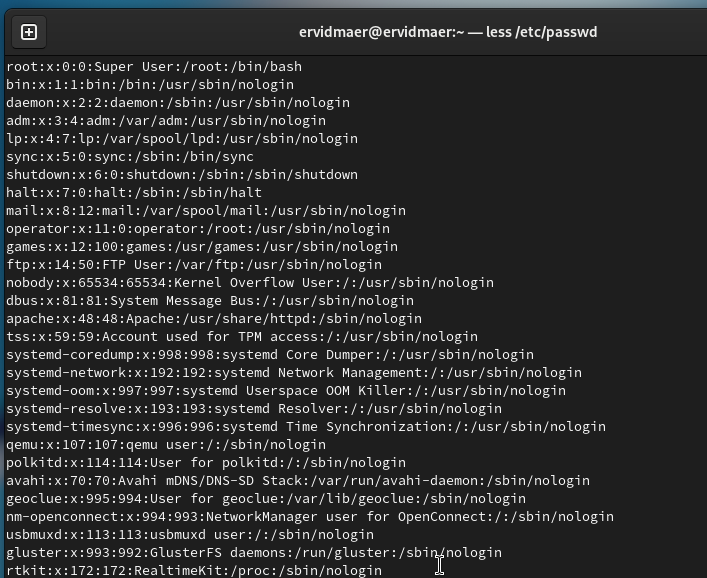 ervidmaer@ervidmaer:~ — less /etc/passwd
root:x:0:0:Super User:/root:/bin/bash
bin:x:1:1:bin:/bin:/usr/sbin/nologin
daemon:x:2:2:daemon:/sbin:/usr/sbin/nologin
adm:x:3:4:adm:/var/adm:/usr/sbin/nologin
lp:x:4:7:lp:/var/spool/lpd:/usr/sbin/nologin
sync:x:5:0:sync:/sbin:/bin/sync
shutdown:x:6:0:shutdown:/sbin:/sbin/shutdown
halt:x:7:0:halt:/sbin:/sbin/halt
mail:x:8:12:mail:/var/spool/mail:/usr/sbin/nologin
operator:x:11:0:operator:/root:/usr/sbin/nologin
games:x:12:100:games:/usr/games:/usr/sbin/nologin
ftp:x:14:50:FTP User:/var/ftp:/usr/sbin/nologin
nobody:x:65534:65534:Kernel Overflow User:/:/usr/sbin/nologin
dbus:x:81:81:System Message Bus:/:/usr/sbin/nologin
apache:x:48:48:Apache:/usr/share/httpd:/sbin/nologin
tss:x:59:59:Account used for TPM access:/:/usr/sbin/nologin
systemd-coredump:x:998:998:systemd Core Dumper:/:/usr/sbin/nologin
systemd-network:x:192:192:systemd Network Management:/:/usr/sbin/nologin
systemd-oom:x:997:997:systemd Userspace OOM Killer:/:/usr/sbin/nologin
systemd-resolve:x:193:193:systemd Resolver:/:/usr/sbin/nologin
systemd-timesync:x:996:996:systemd Time Synchronization:/:/usr/sbin/nologin
qemu:x:107:107:qemu user:/:/sbin/nologin
polkitd:x:114:114:User for polkitd:/:/sbin/nologin
avahi:x:70:70:Avahi mDNS/DNS-SD Stack:/var/run/avahi-daemon:/sbin/nologin
geoclue:x:995:994:User for geoclue:/var/lib/geoclue:/sbin/nologin
nm-openconnect:x:994:993:NetworkManager user for OpenConnect:/:/sbin/nologin
usbmuxd:x:113:113:usbmuxd user:/:/sbin/nologin
gluster:x:993:992:GlusterFS daemons:/run/gluster:/sbin/nologin
rtkit:x:172:172:RealtimeKit:/proc:/sbin/nologin